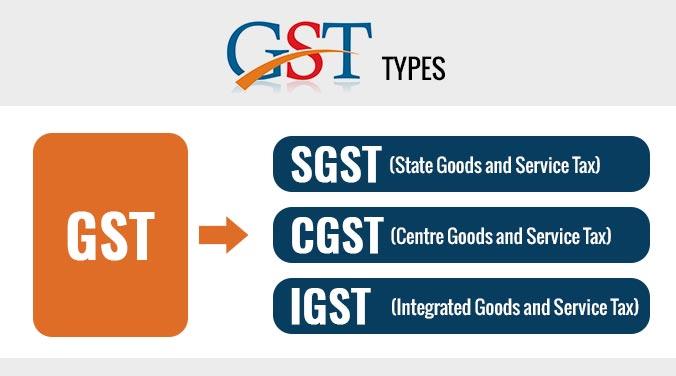 GST TYPES
GST
SGST (State Goods and Service Tax)
CGST (Centre Goods and Service Tax)
IGST (Integrated Goods and Service Tax)